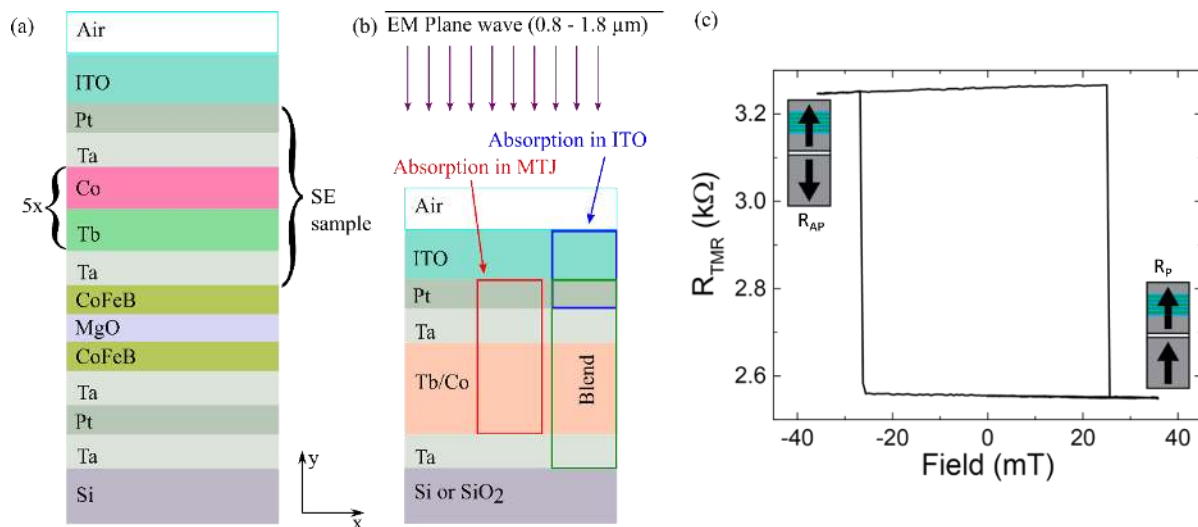 (a)
Air
ITO
Pt
Ta
Co
5x
Tb
Ta
CoFeB
MgO
CoFeB
Ta
Pt
Ta
Si
SE
sample
y
x
(b)
EM Plane wave (0.8 - 1.8 µm)
Absorption in ITO
Absorption in MTJ
Air
ITO
Pt
Ta
Tb/Co
Blend
Ta
Si or SiO2
(c)
RTMR (kΩ)
3.2
3.0
2.8
2.6
RAP
RP
-40 -20 0 20 40
Field (mT)